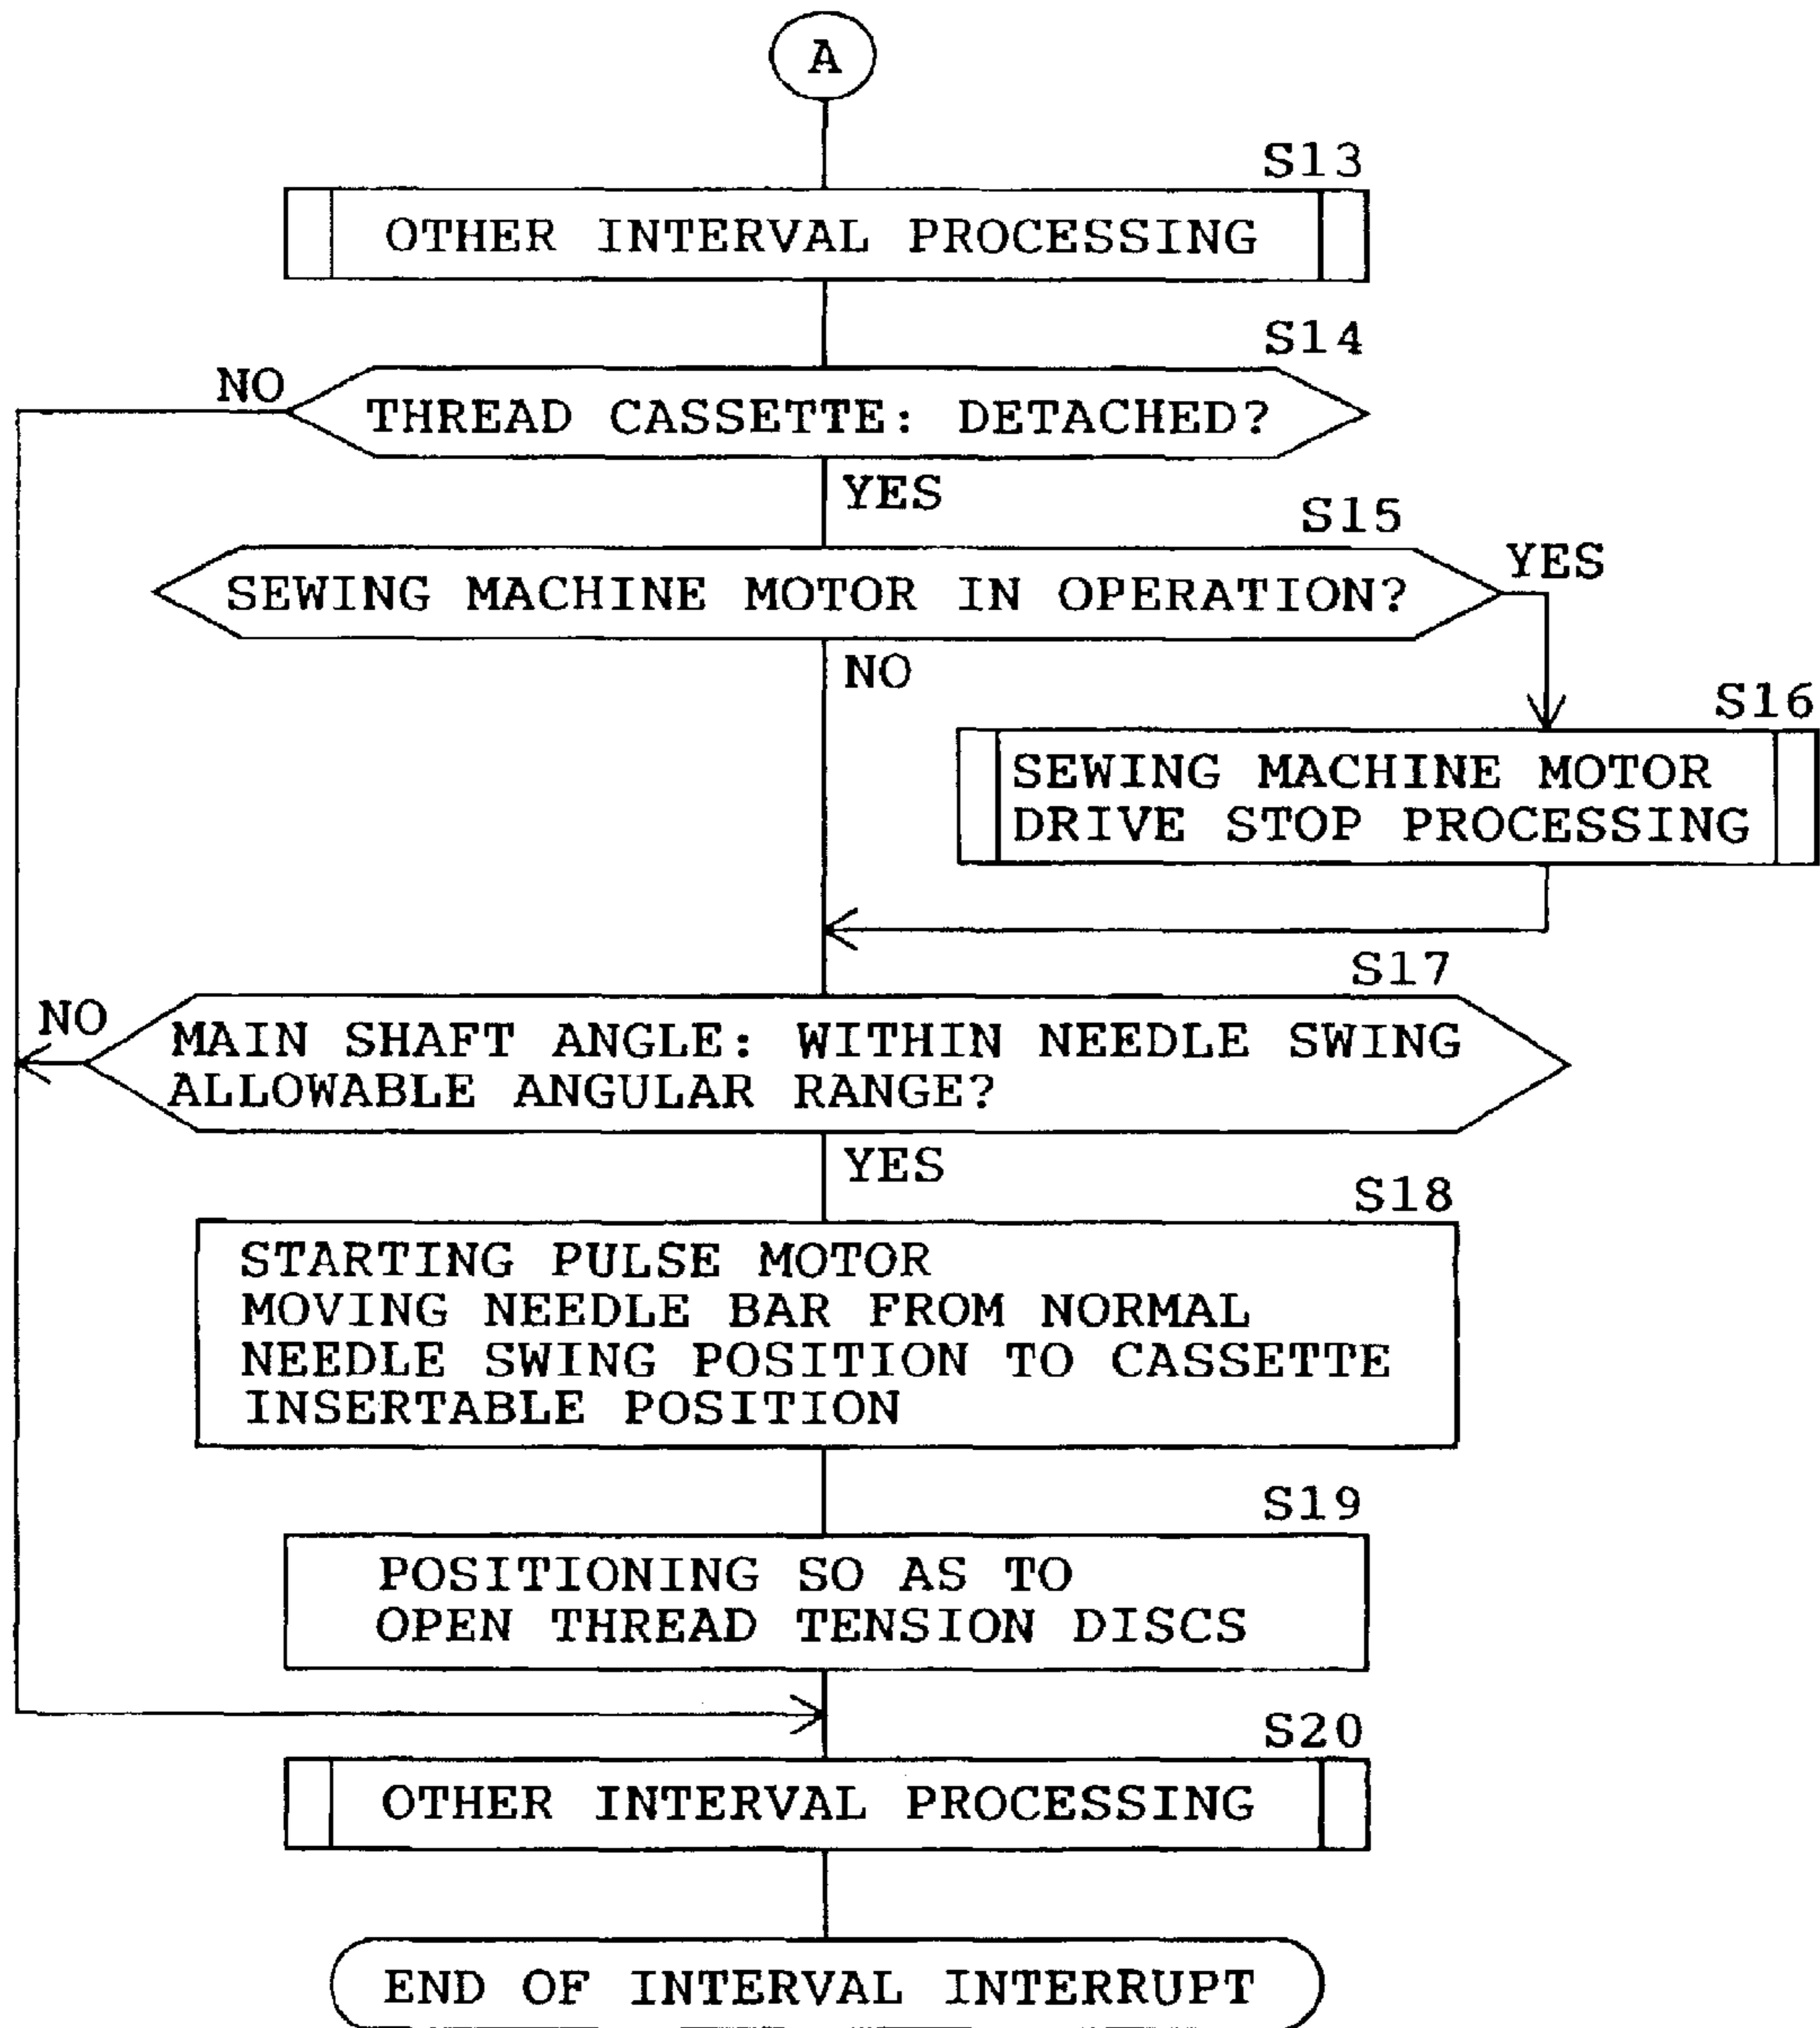 A
S13
OTHER INTERVAL PROCESSING
S14
NO
THREAD CASSETTE: DETACHED?
YES
S15
YES
SEWING MACHINE MOTOR IN OPERATION?
NO
S16
SEWING MACHINE MOTOR
DRIVE STOP PROCESSING
S17
NO
MAIN SHAFT ANGLE: WITHIN NEEDLE SWING
ALLOWABLE ANGULAR RANGE?
YES
S18
STARTING PULSE MOTOR
MOVING NEEDLE BAR FROM NORMAL
NEEDLE SWING POSITION TO CASSETTE
INSERTABLE POSITION
S19
POSITIONING SO AS TO
OPEN THREAD TENSION DISCS
S20
OTHER INTERVAL PROCESSING
END OF INTERVAL INTERRUPT